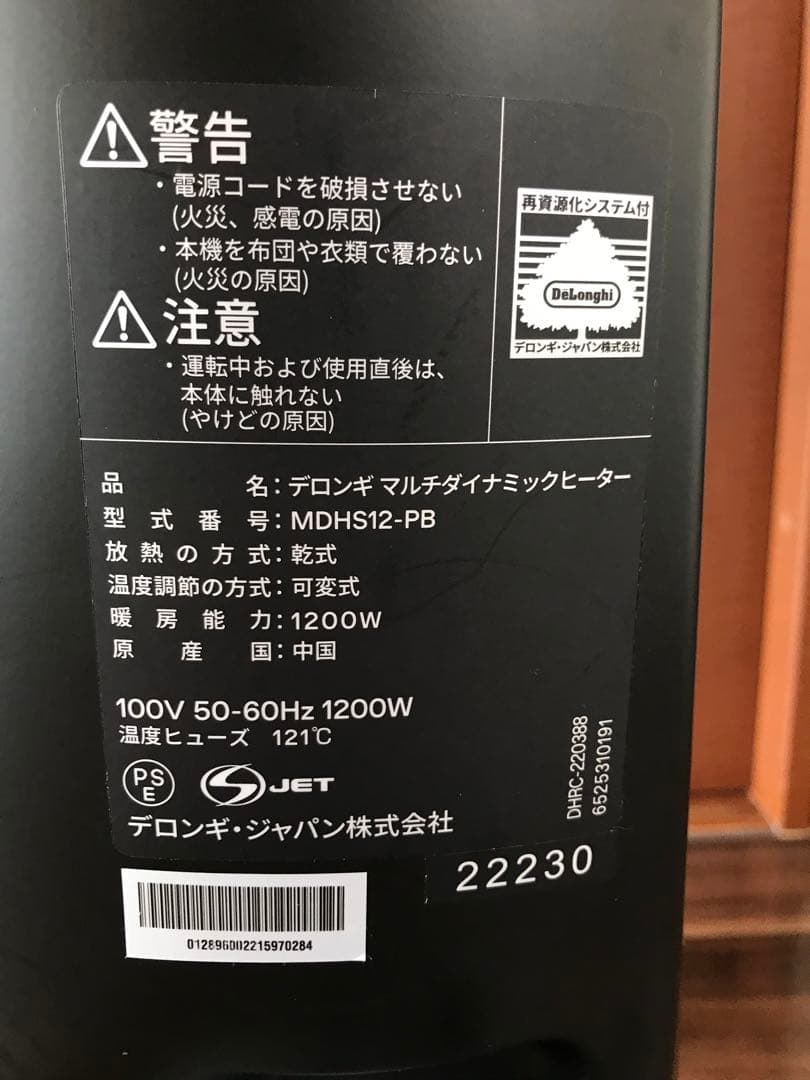 警告
・電源コードを破損させない
(火災、感電の原因)
・本機を布団や衣類で覆わない
(火災の原因)
注意
・運転中および使用直後は、
本体に触れない
(やけどの原因)
再資源化システム付
DēLonghi
デロンギ・ジャパン株式会社
品名:デロンギ マルチダイナミックヒーター
型式番号:MDHS12-PB
放熱の方式:乾式
温度調節の方式:可変式
暖房能力:1200W
原産国:中国
100V 50-60Hz 1200W
温度ヒューズ 121℃
PSE
JET
デロンギ・ジャパン株式会社
DHRC-220388
6525310191
22230
012896002215970284